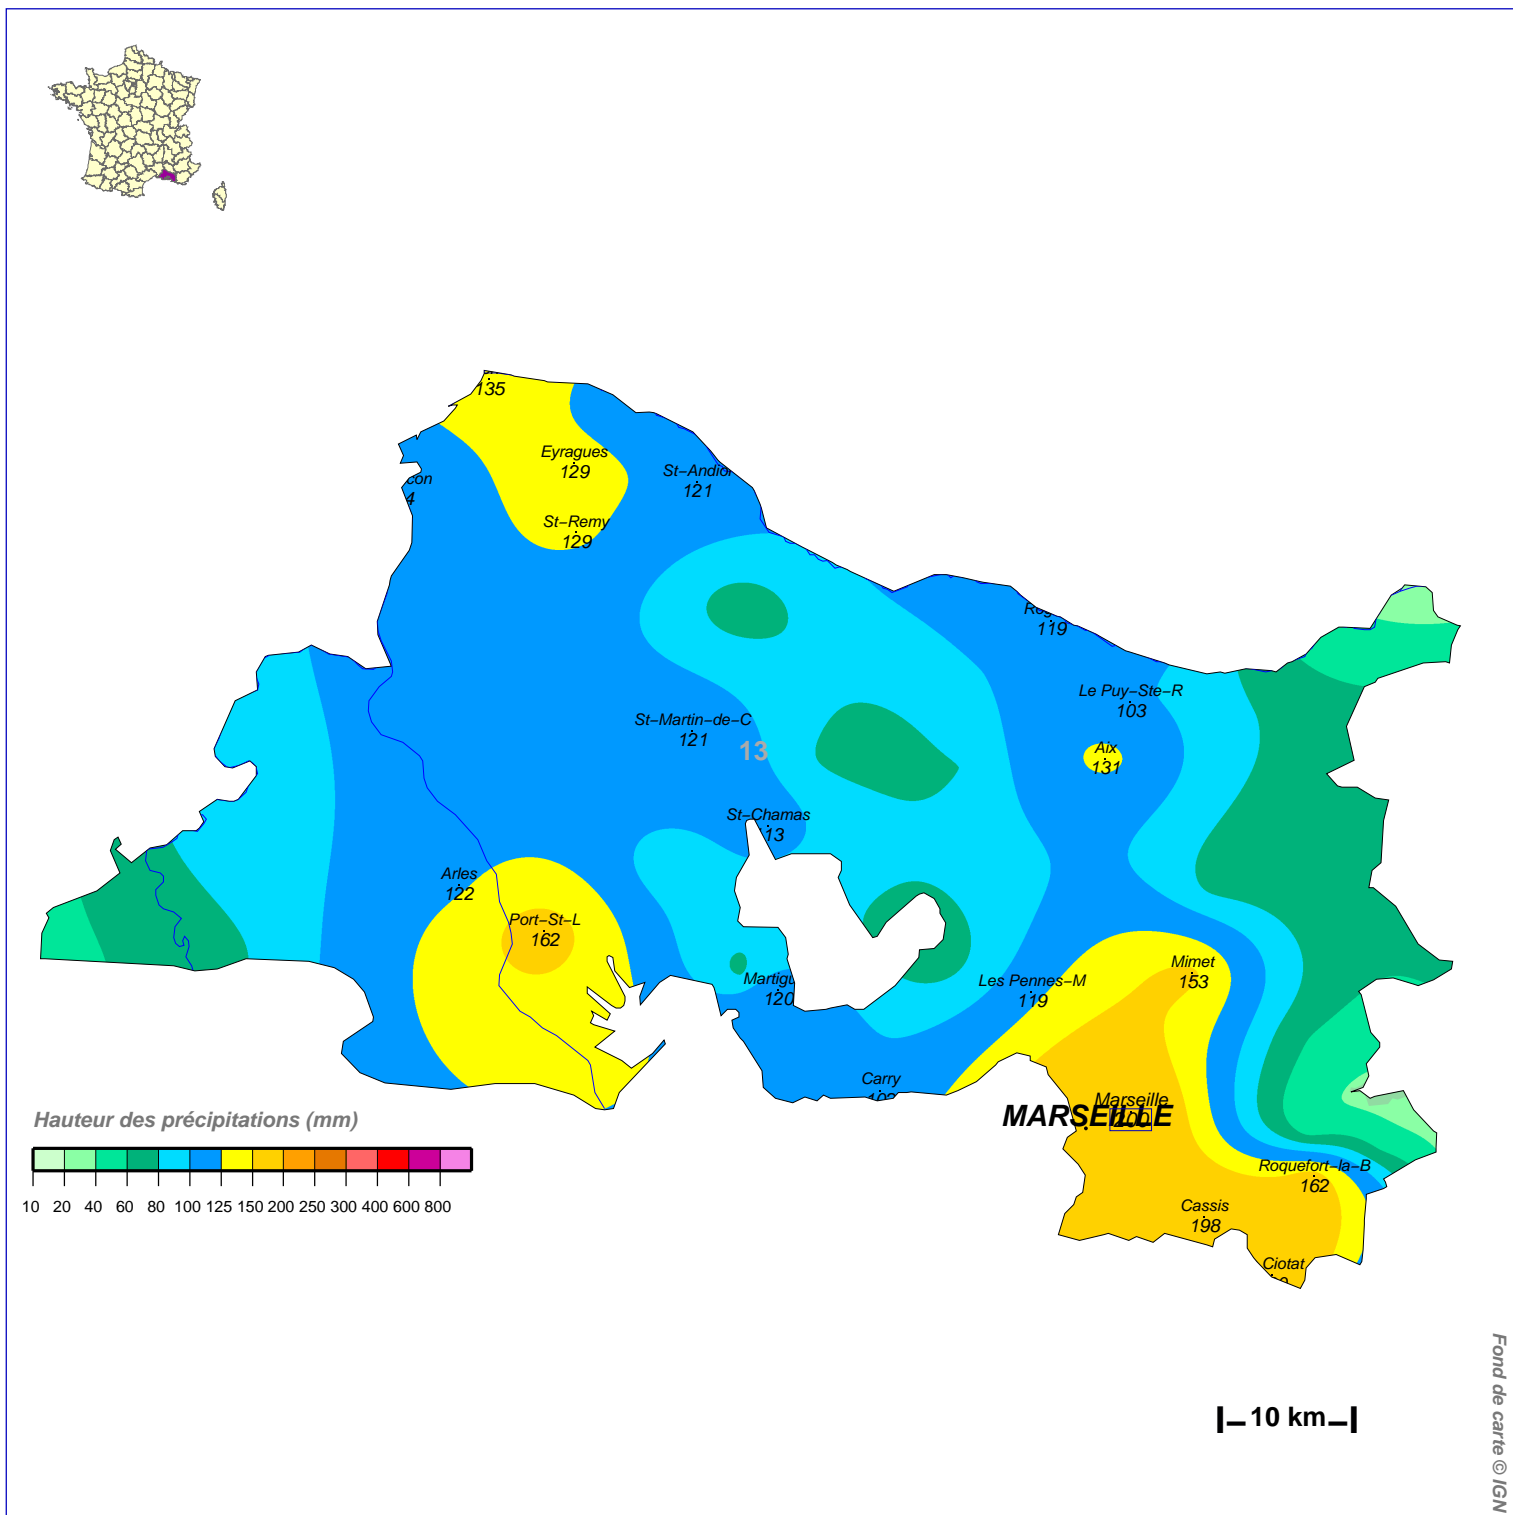 135
Eyragues
129
St–Andiol
121
St–Remy
129
119
Le Puy–Ste–R
103
St–Martin–de–C
121
13
Aix
131
St–Chamas
13
Arles
122
Port–St–L
162
Mimet
153
Les Pennes–M
119
120
Carry
Marseille
200
MARSEILLE
Hauteur des précipitations (mm)
10 20 40 60 80 100 125 150 200 250 300 400 600 800
Roquefort–la–B
162
Cassis
198
Ciotat
10 km
Fond de carte © IGN